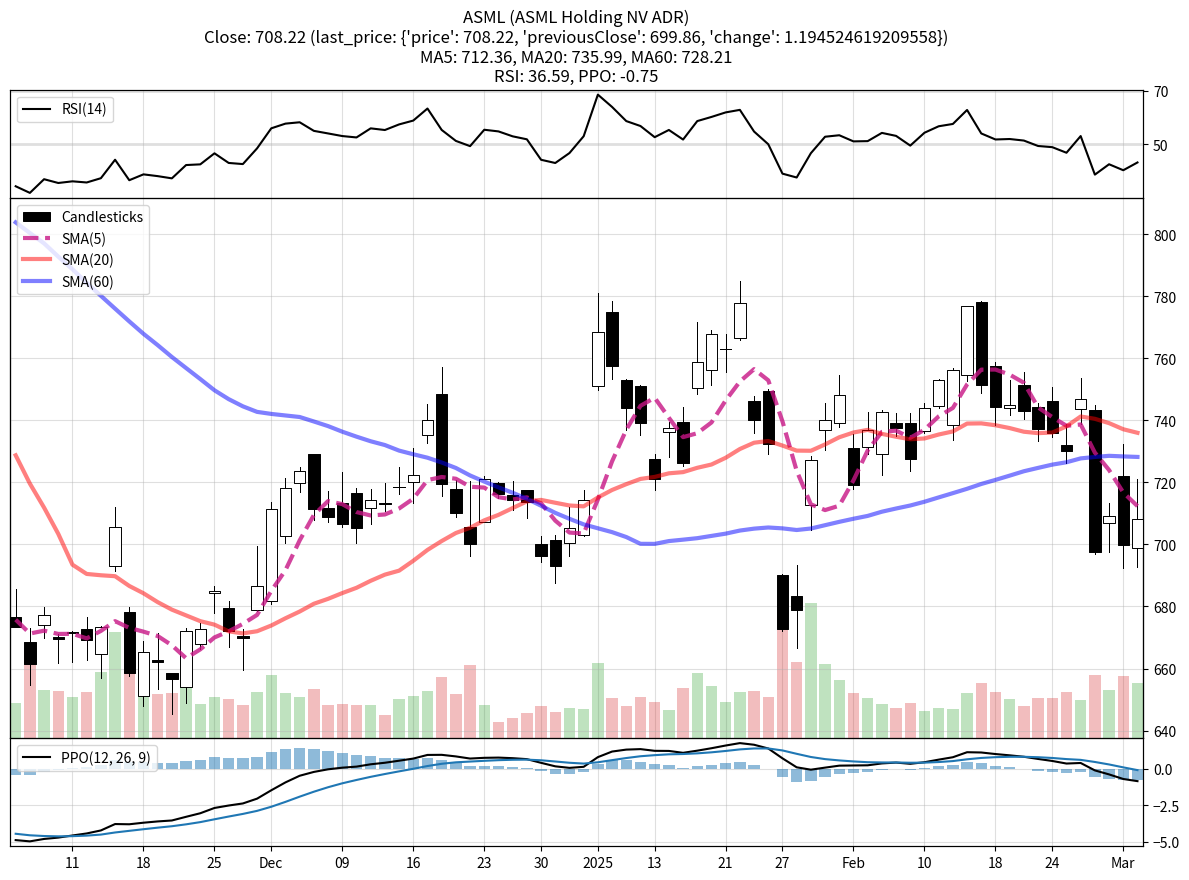 ASML (ASML Holding NV ADR)
Close: 708.22 (last_price: {'price': 708.22, 'previousClose': 699.86, 'change': 1.194524619209558})
MA5: 712.36, MA20: 735.99, MA60: 728.21
RSI: 36.59, PPO: -0.75
RSI(14)
70
50
Candlesticks
SMA(5)
SMA(20)
SMA(60)
800
780
760
740
720
700
680
660
640
PPO(12, 26, 9)
0.0
−2.5
−5.0
11 18 25 Dec 09 16 23 30 2025 13 21 27 Feb 10 18 24 Mar